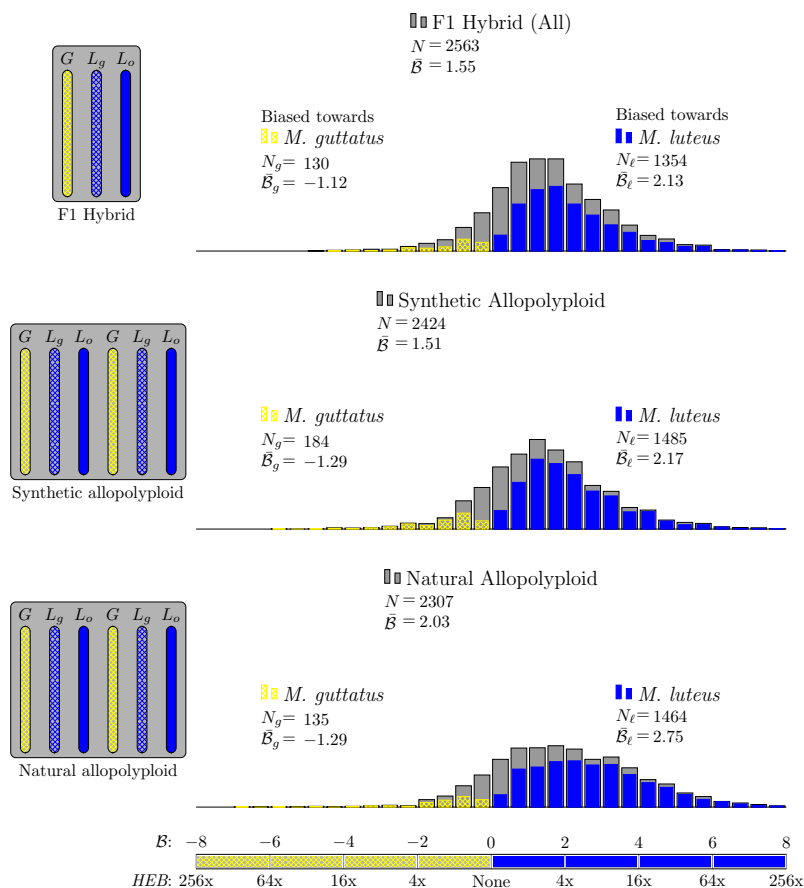 F1 Hybrid (All)
N = 2563
B̄ = 1.55
G L_g L_o
F1 Hybrid
Biased towards
M. guttatus
N_g = 130
B̄_g = −1.12
Biased towards
M. luteus
N_ℓ = 1354
B̄_ℓ = 2.13
Synthetic Allopolyploid
N = 2424
B̄ = 1.51
G L_g L_o G L_g L_o
Synthetic allopolyploid
M. guttatus
N_g = 184
B̄_g = −1.29
M. luteus
N_ℓ = 1485
B̄_ℓ = 2.17
Natural Allopolyploid
N = 2307
B̄ = 2.03
G L_g L_o G L_g L_o
Natural allopolyploid
M. guttatus
N_g = 135
B̄_g = −1.29
M. luteus
N_ℓ = 1464
B̄_ℓ = 2.75
B: −8 −6 −4 −2 0 2 4 6 8
HEB: 256x 64x 16x 4x None 4x 16x 64x 256x